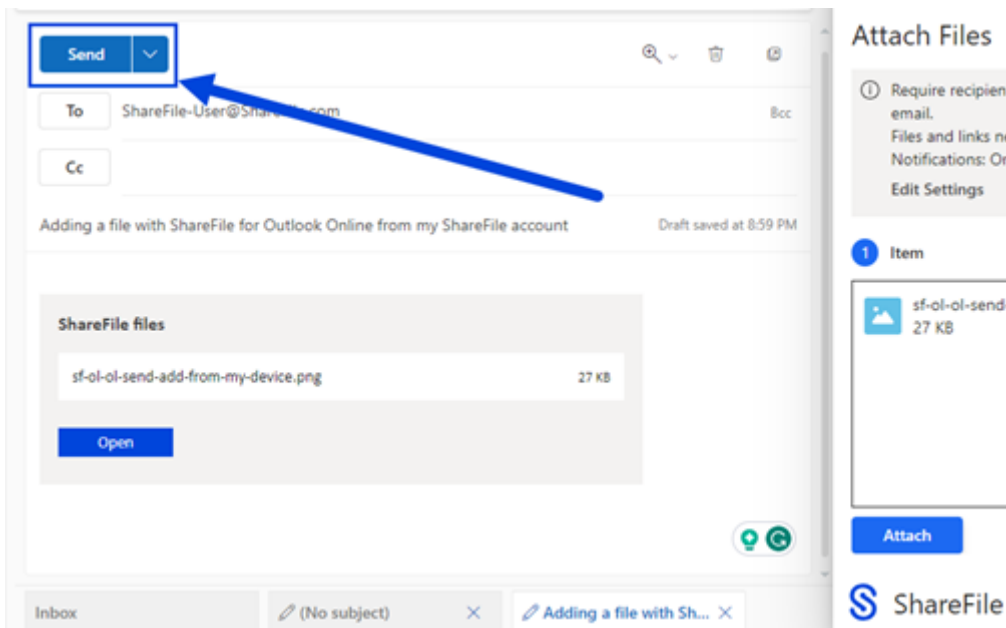 Send
To
ShareFile-User@Sha
com
Bcc
Cc
Adding a file with ShareFile for Outlook Online from my ShareFile account
Draft saved at 8:59 PM
ShareFile files
sf-ol-ol-send-add-from-my-device.png
27 KB
Open
Inbox
(No subject)
Adding a file with Sh...
Attach Files
Require recipien
email.
Files and links n
Notifications: O
Edit Settings
1 Item
sf-ol-ol-send
27 KB
Attach
ShareFile